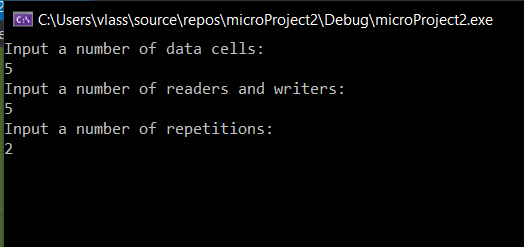 C:\Users\vlass\source\repos\microProject2\Debug\microProject2.exe
Input a number of data cells:
5
Input a number of readers and writers:
5
Input a number of repetitions:
2